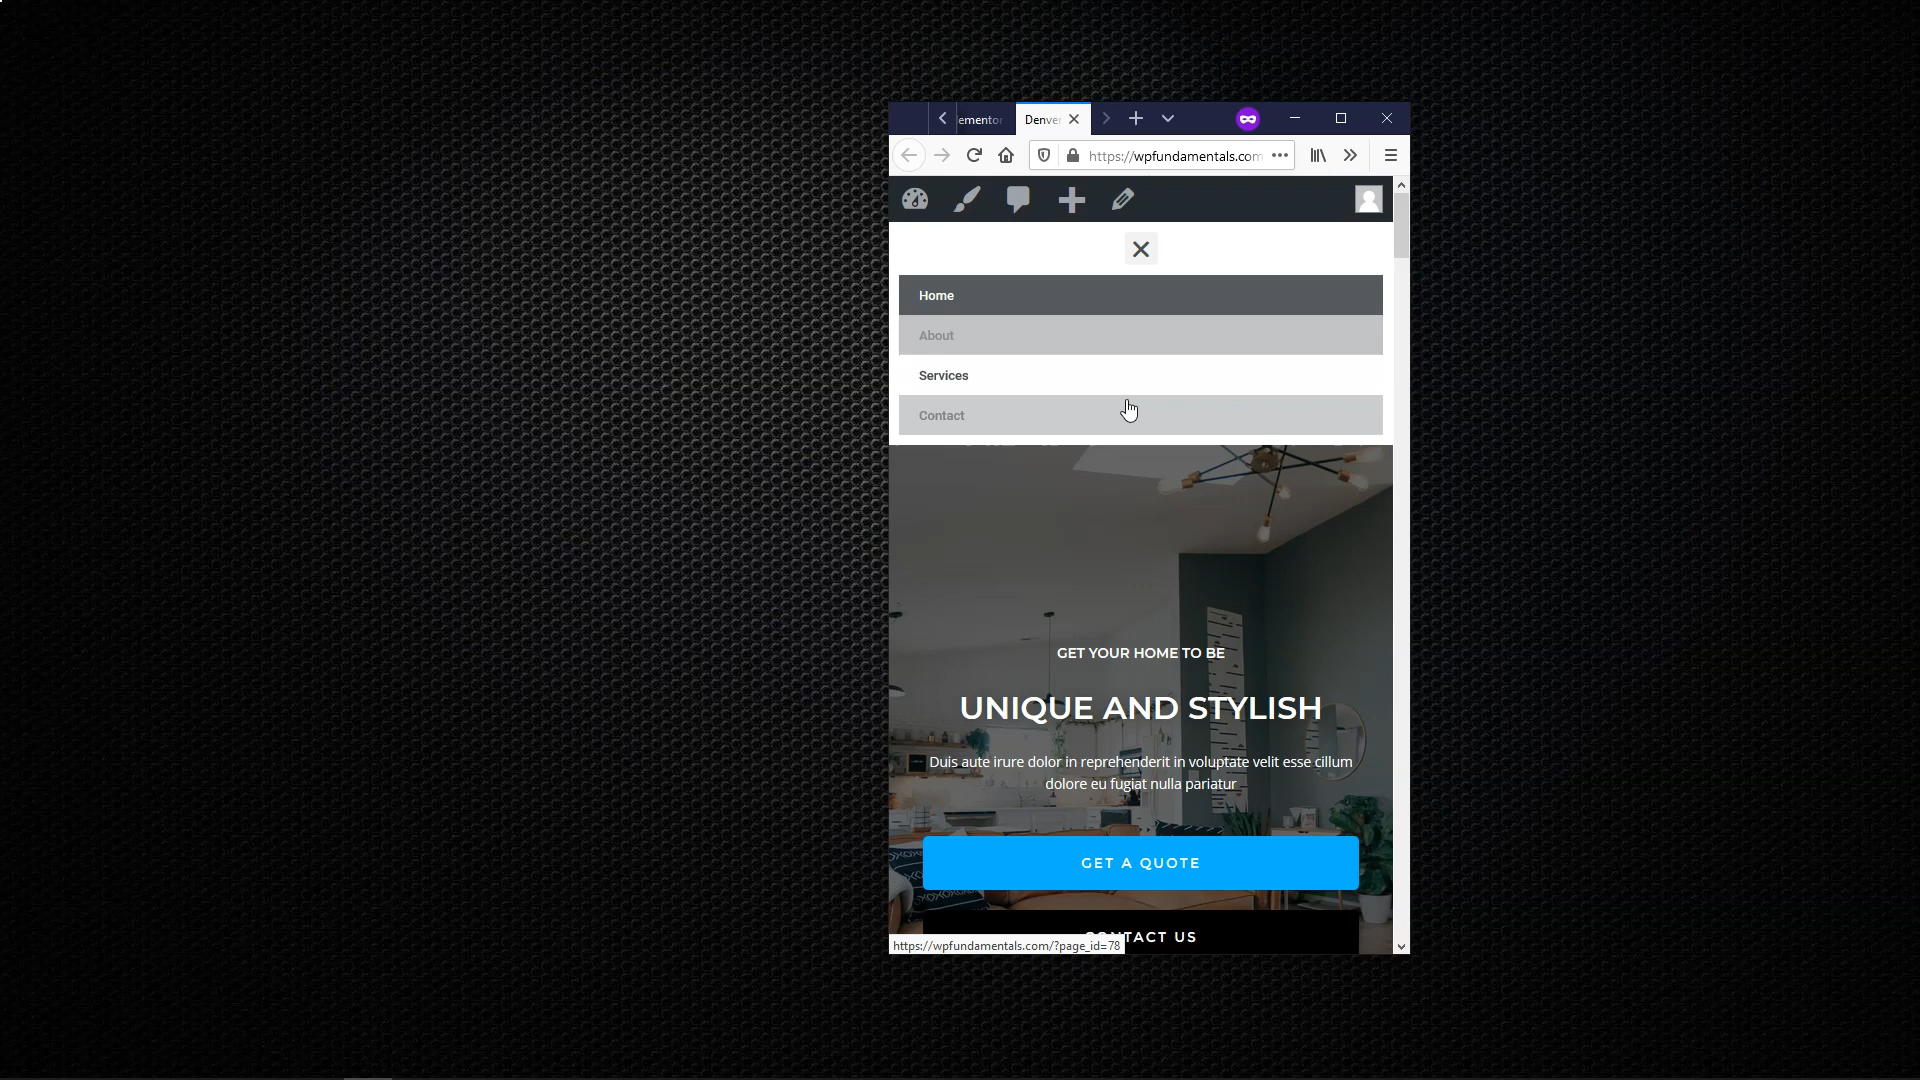 ementor
Denver
https://wpfundamentals.com
Home
About
Services
Contact
GET YOUR HOME TO BE
UNIQUE AND STYLISH
Duis aute irure dolor in reprehenderit in voluptate velit esse cillum
dolore eu fugiat nulla pariatur
GET A QUOTE
CONTACT US
https://wpfundamentals.com/?page_id=78